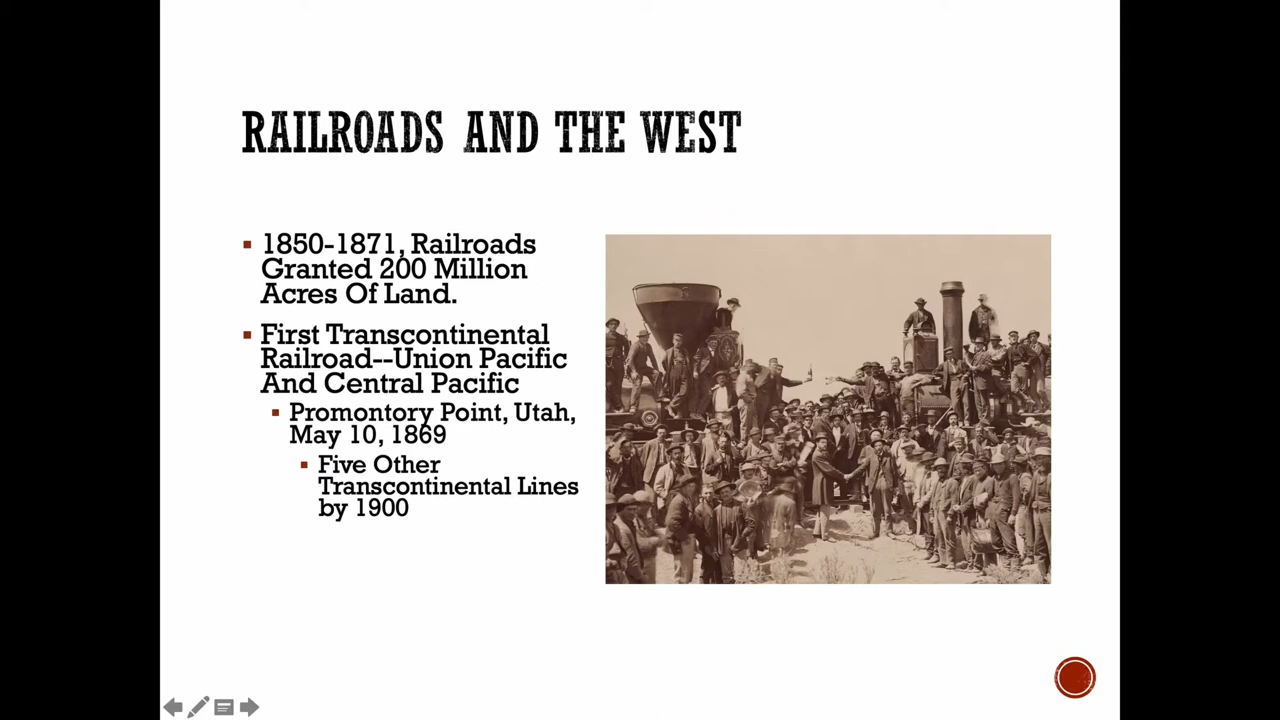 RAILROADS AND THE WEST
1850-1871, Railroads
Granted 200 Million
Acres Of Land.
First Transcontinental
Railroad--Union Pacific
And Central Pacific
Promontory Point, Utah,
May 10, 1869
Five Other
Transcontinental Lines
by 1900